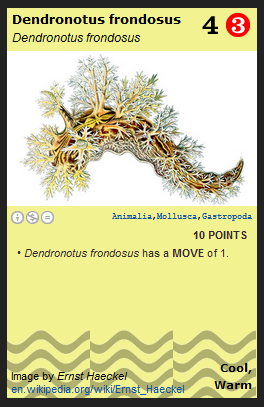 Dendronotus frondosus
Dendronotus frondosus
4 3
Animalia,Mollusca,Gastropoda
10 POINTS
• Dendronotus frondosus has a MOVE of 1.
Image by Ernst Haeckel
en.wikipedia.org/wiki/Ernst_Haeckel
Cool,
Warm